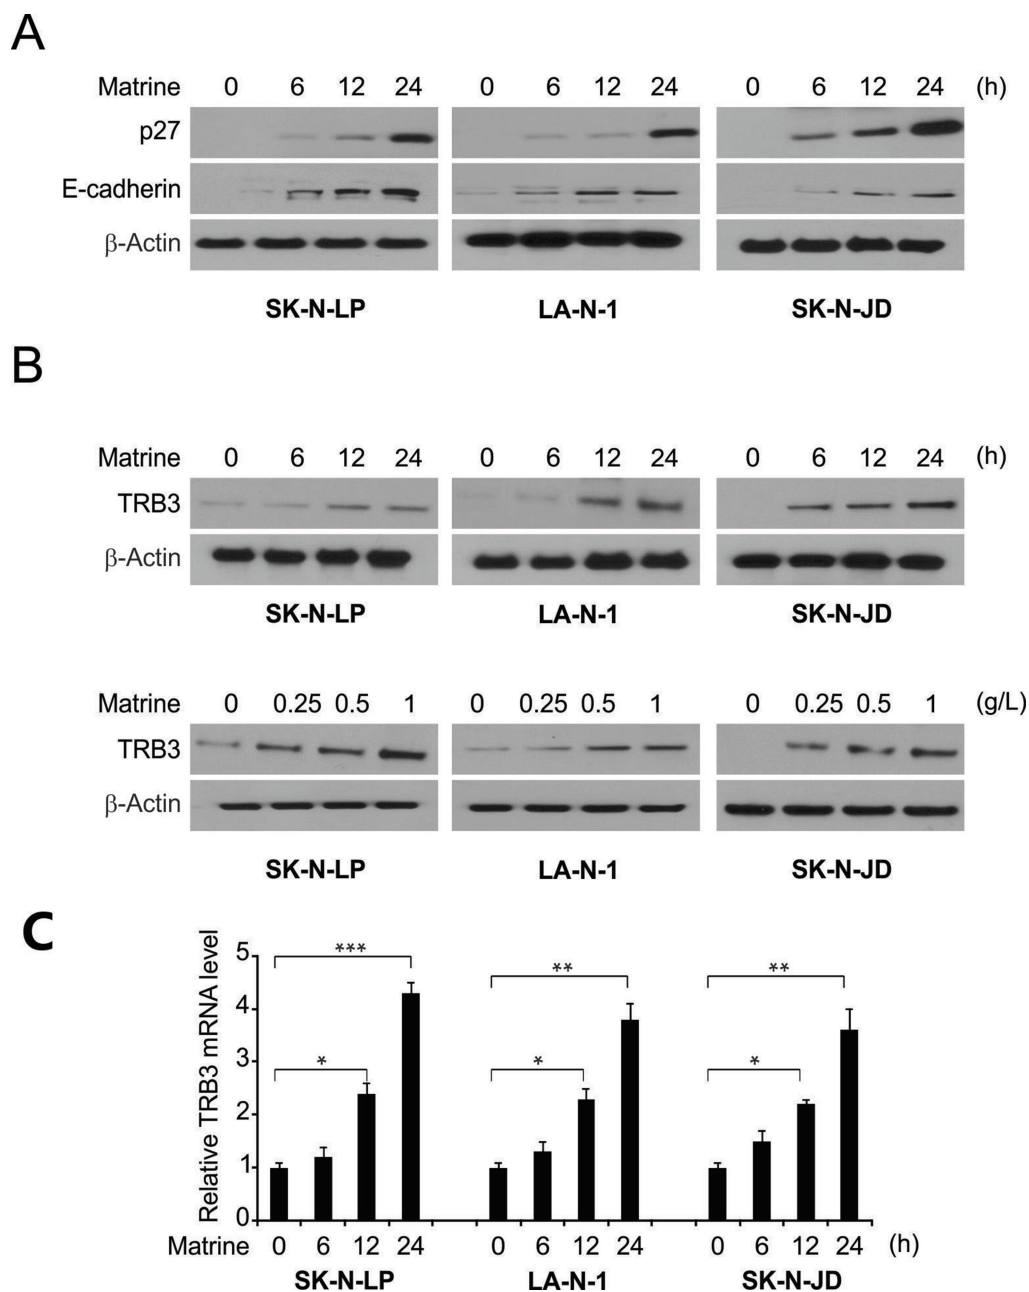 A
Matrine 0 6 12 24 0 6 12 24 0 6 12 24 (h)
p27
E-cadherin
β-Actin
SK-N-LP LA-N-1 SK-N-JD
B
Matrine 0 6 12 24 0 6 12 24 0 6 12 24 (h)
TRB3
β-Actin
SK-N-LP LA-N-1 SK-N-JD
Matrine 0 0.25 0.5 1 0 0.25 0.5 1 0 0.25 0.5 1 (g/L)
TRB3
β-Actin
SK-N-LP LA-N-1 SK-N-JD
C
Relative TRB3 mRNA level
5
4
3
2
1
0
*** ** **
* * *
Matrine 0 6 12 24 0 6 12 24 0 6 12 24 (h)
SK-N-LP LA-N-1 SK-N-JD